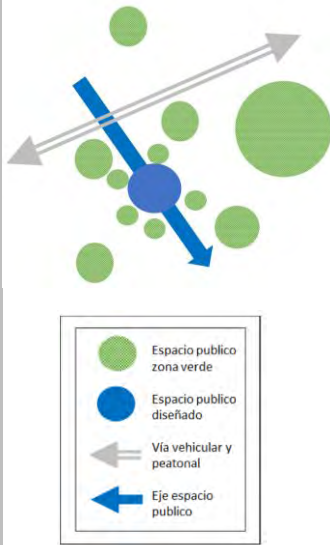 Espacio publico
zona verde
Espacio publico
diseñado
Vía vehicular y
peatonal
Eje espacio
publico